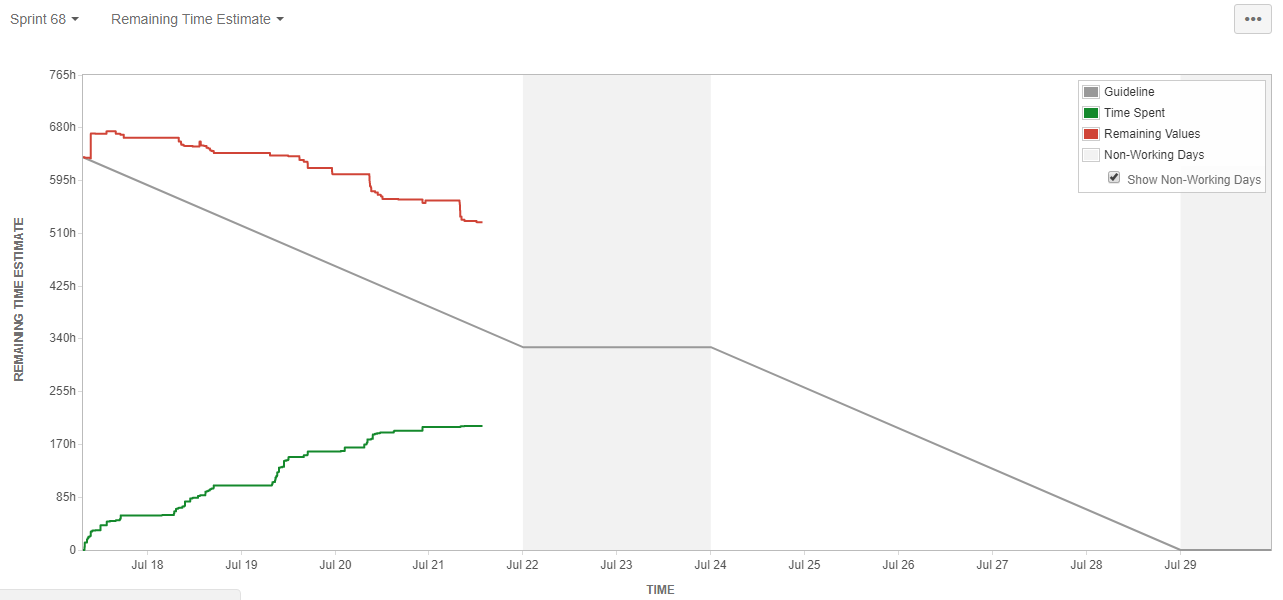 Sprint 68 Remaining Time Estimate
•••
765h
680h
595h
510h
425h
340h
255h
170h
85h
0
REMAINING TIME ESTIMATE
Guideline
Time Spent
Remaining Values
Non-Working Days
Show Non-Working Days
Jul 18 Jul 19 Jul 20 Jul 21 Jul 22 Jul 23 Jul 24 Jul 25 Jul 26 Jul 27 Jul 28 Jul 29
TIME